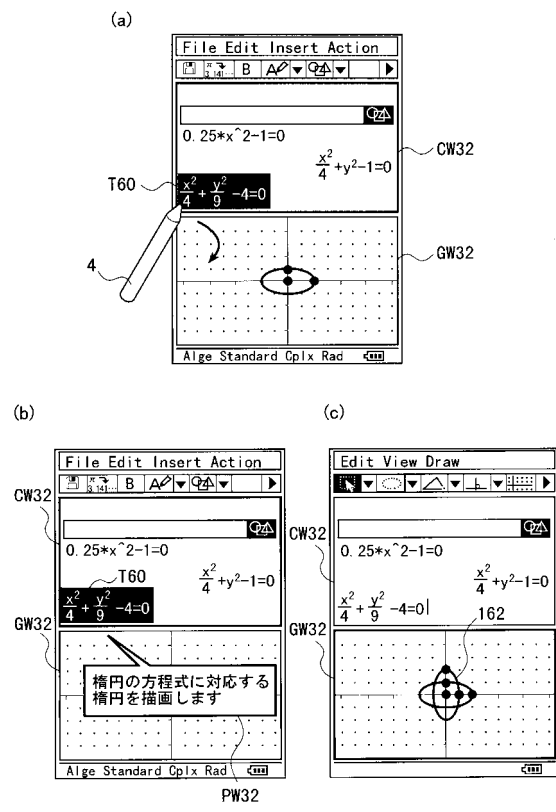 (a)
File Edit Insert Action
π
3.141… B A
0.25*x^2-1=0
x²/4+y²-1=0
CW32
T60
x²/4+y²/9-4=0
4
GW32
Alge Standard Cplx Rad
(b)
File Edit Insert Action
π
3.141… B A
CW32
0.25*x^2-1=0
T60
x²/4+y²-1=0
x²/4+y²/9-4=0
GW32
楕円の方程式に対応する
楕円を描画します
Alge Standard Cplx Rad
PW32
(c)
Edit View Draw
0.25*x^2-1=0
CW32
x²/4+y²-1=0
x²/4+y²/9-4=0
162
GW32